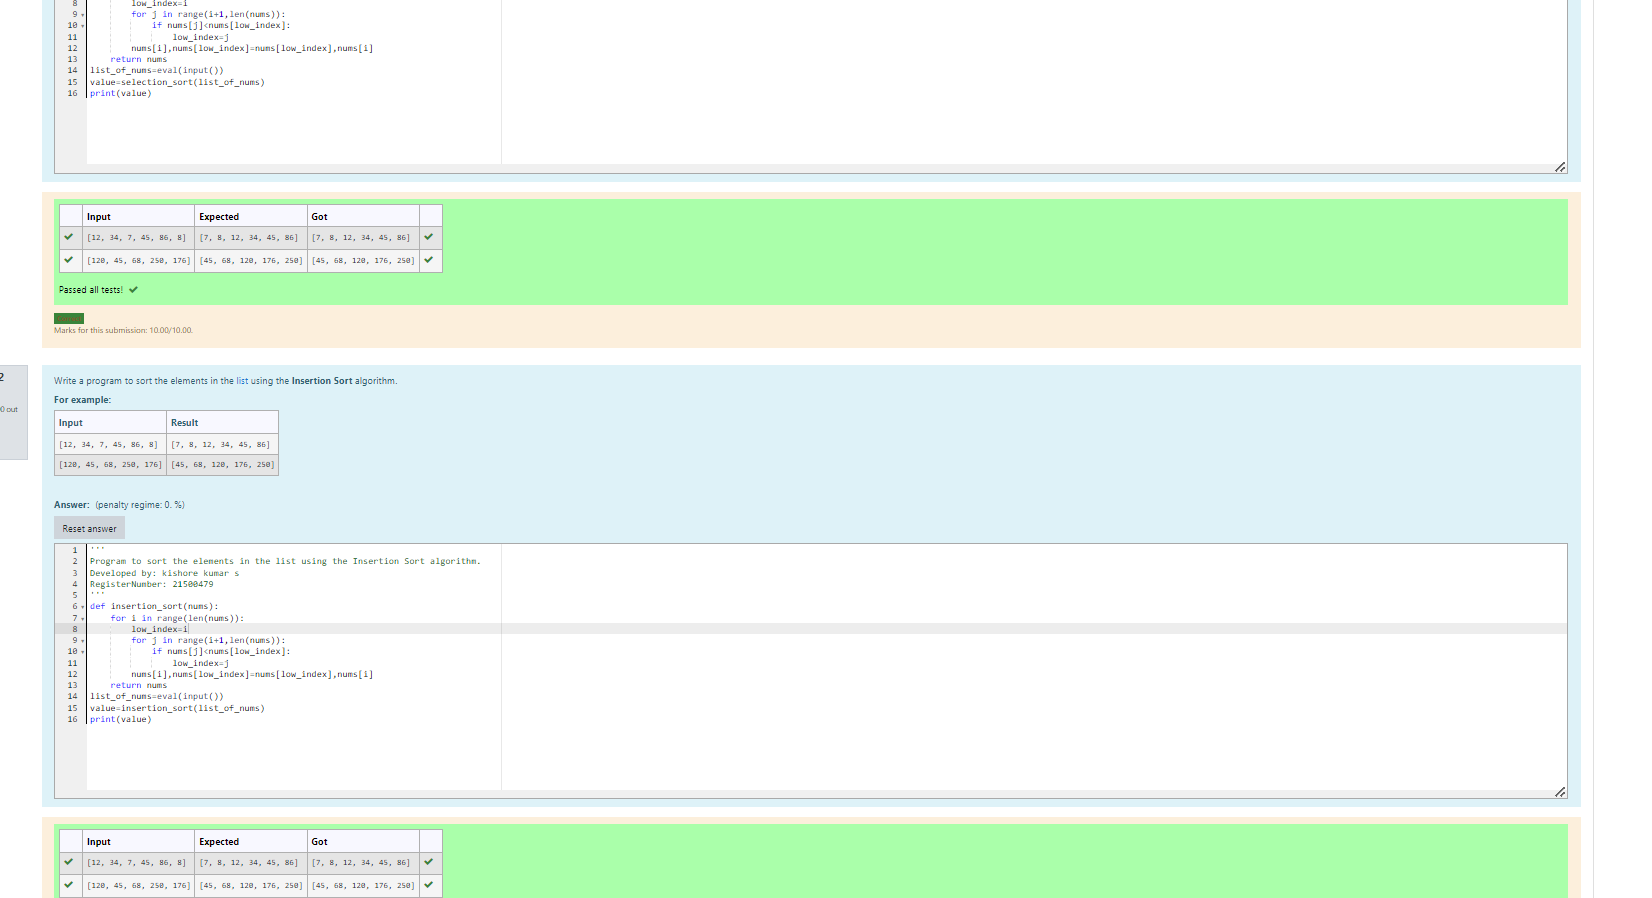 8 low_index=i
9 for j in range(i+1,len(nums)):
10 if nums[j]<nums[low_index]:
11 low_index=j
12 nums[i],nums[low_index]=nums[low_index],nums[i]
13 return nums
14 list_of_nums=eval(input())
15 value=selection_sort(list_of_nums)
16 print(value)
Input Expected Got
[12, 34, 7, 45, 86, 8] [7, 8, 12, 34, 45, 86] [7, 8, 12, 34, 45, 86]
[120, 45, 68, 250, 176] [45, 68, 120, 176, 250] [45, 68, 120, 176, 250]
Passed all tests!
Marks for this submission: 10.00/10.00.
2
0 out
Write a program to sort the elements in the list using the Insertion Sort algorithm.
For example:
Input Result
[12, 34, 7, 45, 86, 8] [7, 8, 12, 34, 45, 86]
[120, 45, 68, 250, 176] [45, 68, 120, 176, 250]
Answer: (penalty regime: 0. %)
Reset answer
1 '''
2 Program to sort the elements in the list using the Insertion Sort algorithm.
3 Developed by: kishore kumar s
4 RegisterNumber: 21500479
5 '''
6 def insertion_sort(nums):
7 for i in range(len(nums)):
8 low_index=i
9 for j in range(i+1,len(nums)):
10 if nums[j]<nums[low_index]:
11 low_index=j
12 nums[i],nums[low_index]=nums[low_index],nums[i]
13 return nums
14 list_of_nums=eval(input())
15 value=insertion_sort(list_of_nums)
16 print(value)
Input Expected Got
[12, 34, 7, 45, 86, 8] [7, 8, 12, 34, 45, 86] [7, 8, 12, 34, 45, 86]
[120, 45, 68, 250, 176] [45, 68, 120, 176, 250] [45, 68, 120, 176, 250]